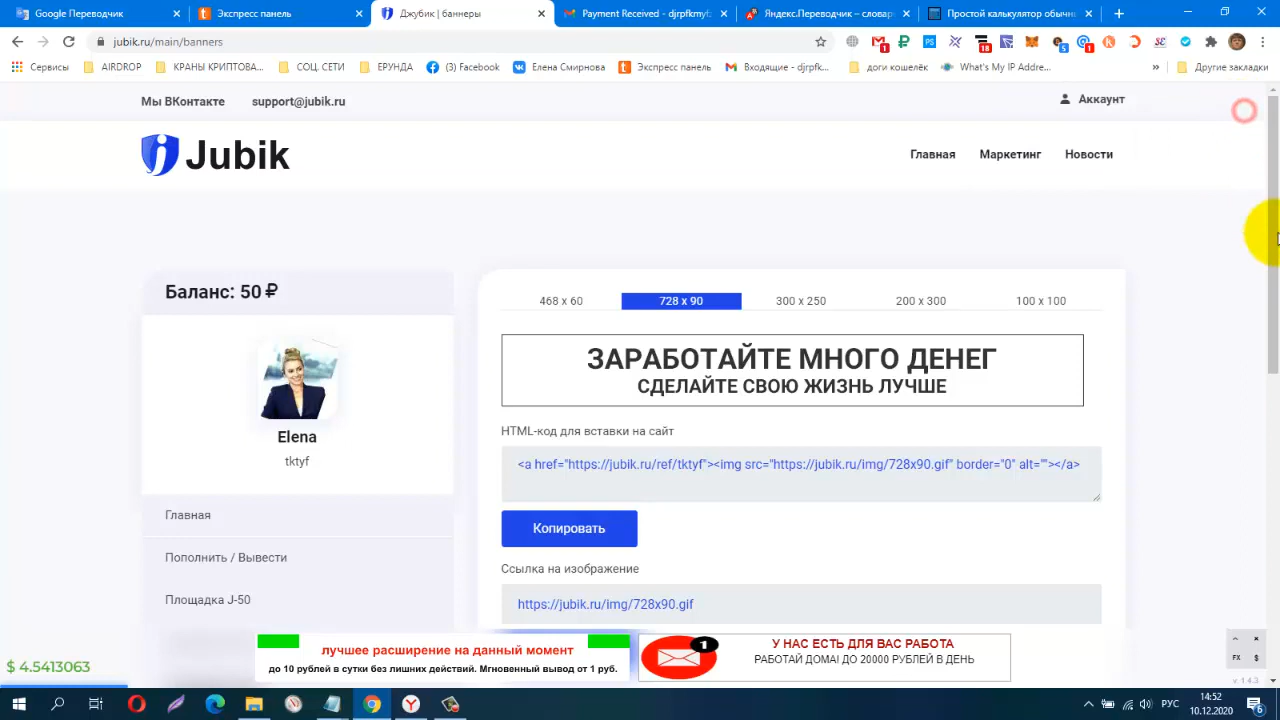 Google Переводчик
Экспресс панель
Джубик | баннеры
Payment Received - djrpfkmyfz
Яндекс.Переводчик – словарь
Простой калькулятор обычн
jubik.ru/main/banners
Сервисы
AIRDROP
КРАНЫ КРИПТОВА...
СОЦ. СЕТИ
ЕРУНДА
(3) Facebook
Елена Смирнова
Экспресс панель
Входящие - djrpfk...
доги кошелёк
What's My IP Addre...
»
Другие закладки
Мы ВКонтакте
support@jubik.ru
Аккаунт
Jubik
Главная
Маркетинг
Новости
Баланс: 50 ₽
468 x 60
728 x 90
300 x 250
200 x 300
100 x 100
ЗАРАБОТАЙТЕ МНОГО ДЕНЕГ
СДЕЛАЙТЕ СВОЮ ЖИЗНЬ ЛУЧШЕ
Elena
tktyf
HTML-код для вставки на сайт
<a href="https://jubik.ru/ref/tktyf"><img src="https://jubik.ru/img/728x90.gif" border="0" alt=""></a>
Копировать
Главная
Пополнить / Вывести
Площадка J-50
Ссылка на изображение
https://jubik.ru/img/728x90.gif
лучшее расширение на данный момент
до 10 рублей в сутки без лишних действий. Мгновенный вывод от 1 руб.
1
У НАС ЕСТЬ ДЛЯ ВАС РАБОТА
РАБОТАЙ ДОМА! ДО 20000 РУБЛЕЙ В ДЕНЬ
FX
$
v 1.4.3
$ 4.5413063
РУС
14:52
10.12.2020